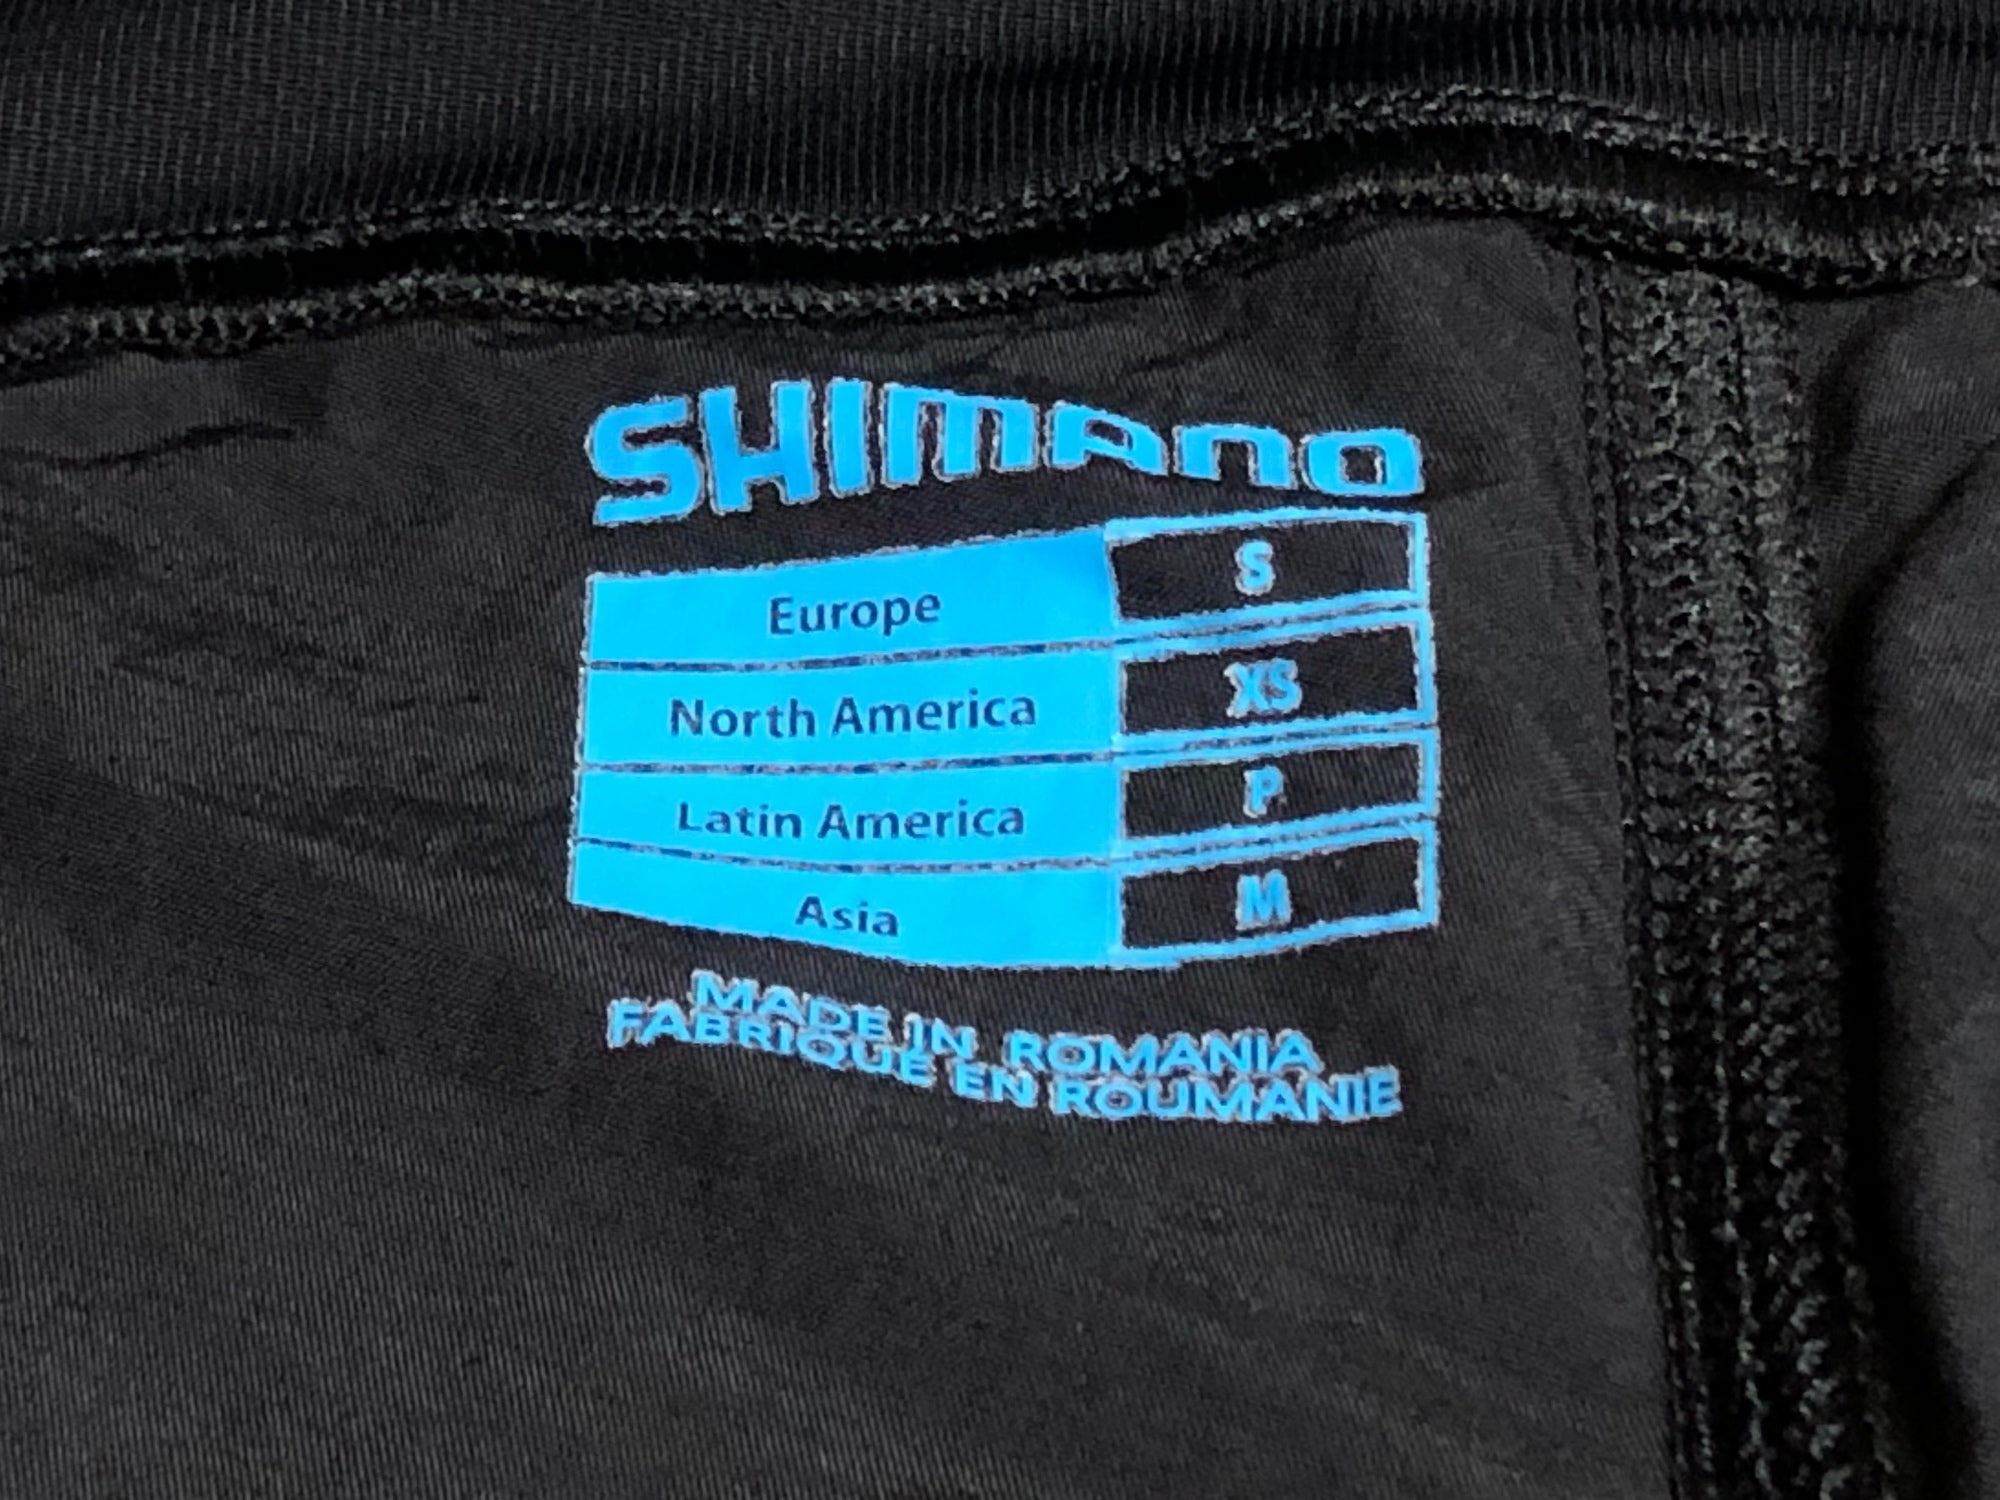 SHIMANO
Europe S
North America XS
Latin America P
Asia M
MADE IN ROMANIA
FABRIQUE EN ROUMANIE